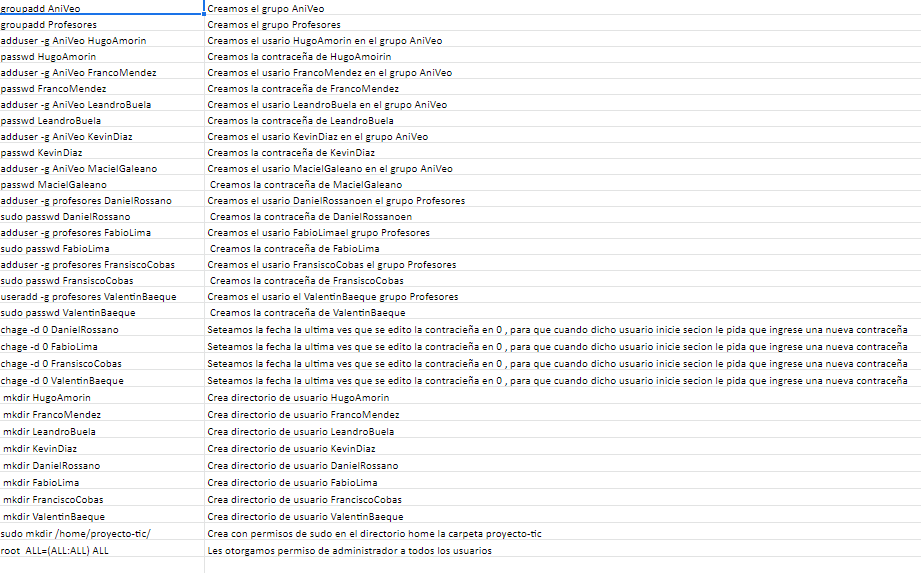 groupadd AniVeo Creamos el grupo AniVeo
groupadd Profesores Creamos el grupo Profesores
adduser -g AniVeo HugoAmorin Creamos el usario HugoAmorin en el grupo AniVeo
passwd HugoAmorin Creamos la contraceña de HugoAmoirin
adduser -g AniVeo FrancoMendez Creamos el usario FrancoMendez en el grupo AniVeo
passwd FrancoMendez Creamos la contraceña de FrancoMendez
adduser -g AniVeo LeandroBuela Creamos el usario LeandroBuela en el grupo AniVeo
passwd LeandroBuela Creamos la contraceña de LeandroBuela
adduser -g AniVeo KevinDiaz Creamos el usario KevinDiaz en el grupo AniVeo
passwd KevinDiaz Creamos la contraceña de KevinDiaz
adduser -g AniVeo MacielGaleano Creamos el usario MacielGaleano en el grupo AniVeo
passwd MacielGaleano Creamos la contraceña de MacielGaleano
adduser -g profesores DanielRossano Creamos el usario DanielRossanoen el grupo Profesores
sudo passwd DanielRossano Creamos la contraceña de DanielRossanoen
adduser -g profesores FabioLima Creamos el usario FabioLimael grupo Profesores
sudo passwd FabioLima Creamos la contraceña de FabioLima
adduser -g profesores FransiscoCobas Creamos el usario FransiscoCobas el grupo Profesores
sudo passwd FransiscoCobas Creamos la contraceña de FransiscoCobas
useradd -g profesores ValentinBaeque Creamos el usario el ValentinBaeque grupo Profesores
sudo passwd ValentinBaeque Creamos la contraceña de ValentinBaeque
chage -d 0 DanielRossano Seteamos la fecha la ultima ves que se edito la contracieña en 0 , para que cuando dicho usuario inicie secion le pida que ingrese una nueva contraceña
chage -d 0 FabioLima Seteamos la fecha la ultima ves que se edito la contracieña en 0 , para que cuando dicho usuario inicie secion le pida que ingrese una nueva contraceña
chage -d 0 FransiscoCobas Seteamos la fecha la ultima ves que se edito la contracieña en 0 , para que cuando dicho usuario inicie secion le pida que ingrese una nueva contraceña
chage -d 0 ValentinBaeque Seteamos la fecha la ultima ves que se edito la contracieña en 0 , para que cuando dicho usuario inicie secion le pida que ingrese una nueva contraceña
mkdir HugoAmorin Crea directorio de usuario HugoAmorin
mkdir FrancoMendez Crea directorio de usuario FrancoMendez
mkdir LeandroBuela Crea directorio de usuario LeandroBuela
mkdir KevinDiaz Crea directorio de usuario KevinDiaz
mkdir DanielRossano Crea directorio de usuario DanielRossano
mkdir FabioLima Crea directorio de usuario FabioLima
mkdir FranciscoCobas Crea directorio de usuario FranciscoCobas
mkdir ValentinBaeque Crea directorio de usuario ValentinBaeque
sudo mkdir /home/proyecto-tic/ Crea con permisos de sudo en el directorio home la carpeta proyecto-tic
root ALL=(ALL:ALL) ALL Les otorgamos permiso de administrador a todos los usuarios